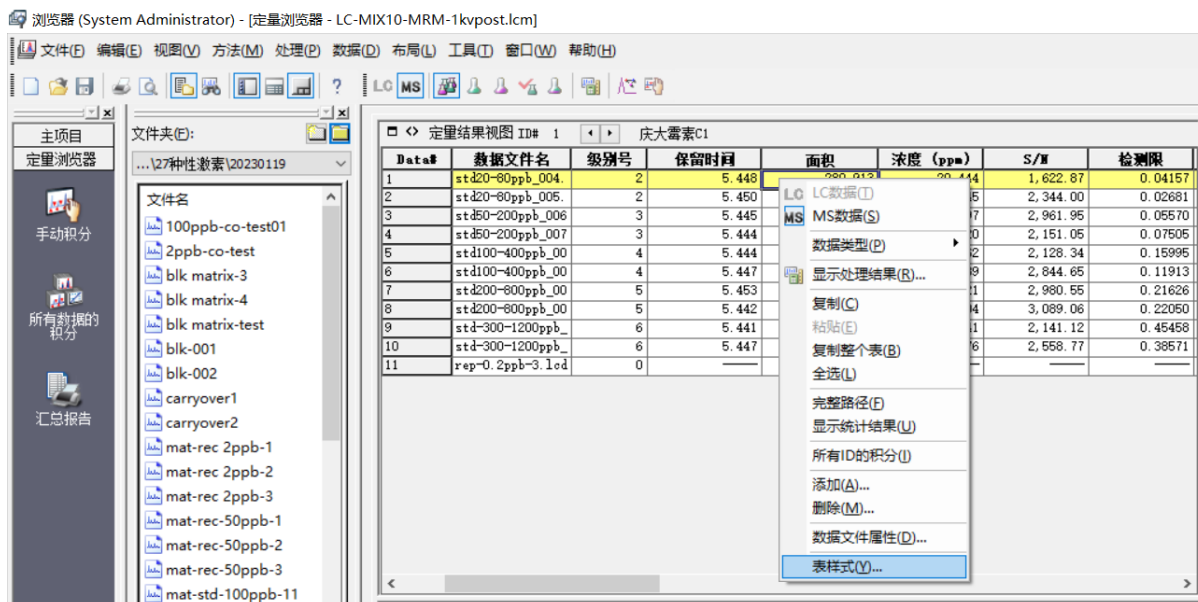 浏览器 (System Administrator) - [定量浏览器 - LC-MIX10-MRM-1kvpost.lcm]
文件(F) 编辑(E) 视图(V) 方法(M) 处理(P) 数据(D) 布局(L) 工具(T) 窗口(W) 帮助(H)
LC MS
主项目
定量浏览器
手动积分
所有数据的
积分
汇总报告
文件夹(F):
...\27种性激素\20230119
文件名
100ppb-co-test01
2ppb-co-test
blk matrix-3
blk matrix-4
blk matrix-test
blk-001
blk-002
carryover1
carryover2
mat-rec 2ppb-1
mat-rec 2ppb-2
mat-rec 2ppb-3
mat-rec-50ppb-1
mat-rec-50ppb-2
mat-rec-50ppb-3
mat-std-100ppb-11
定量结果视图 ID# 1 庆大霉素C1
Data# 数据文件名 级别号 保留时间 面积 浓度 (ppm) S/N 检测限
1 std20-80ppb_004. 2 5.448 1,622.87 0.04157
2 std20-80ppb_005. 2 5.450 2,344.00 0.02681
3 std50-200ppb_006 3 5.445 2,961.95 0.05570
4 std50-200ppb_007 3 5.444 2,151.05 0.07505
5 std100-400ppb_00 4 5.444 2,128.34 0.15995
6 std100-400ppb_00 4 5.447 2,844.65 0.11913
7 std200-800ppb_00 5 5.453 2,980.55 0.21626
8 std200-800ppb_00 5 5.442 3,089.06 0.22050
9 std-300-1200ppb_ 6 5.441 2,141.12 0.45458
10 std-300-1200ppb_ 6 5.447 2,558.77 0.38571
11 rep-0.2ppb-3.lcd 0
LC LC数据(T)
MS MS数据(S)
数据类型(P)
显示处理结果(R)...
复制(C)
粘贴(E)
复制整个表(B)
全选(L)
完整路径(F)
显示统计结果(U)
所有ID的积分(I)
添加(A)...
删除(M)...
数据文件属性(D)...
表样式(Y)...